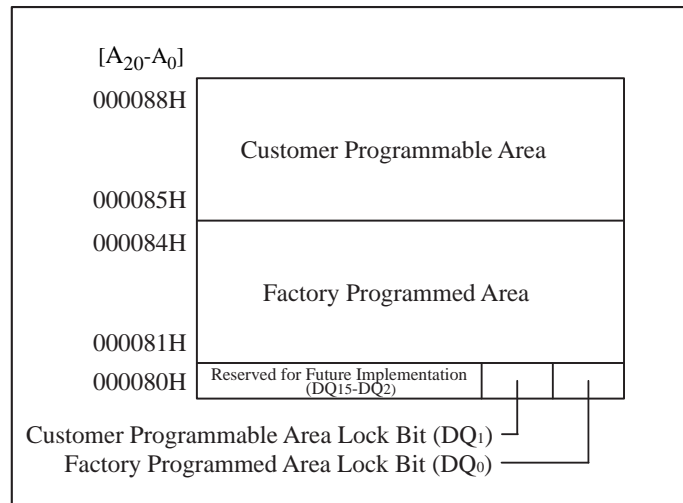 [A20-A0]
000088H
Customer Programmable Area
000085H
000084H
Factory Programmed Area
000081H
000080H
Reserved for Future Implementation
(DQ15-DQ2)
Customer Programmable Area Lock Bit (DQ1)
Factory Programmed Area Lock Bit (DQ0)